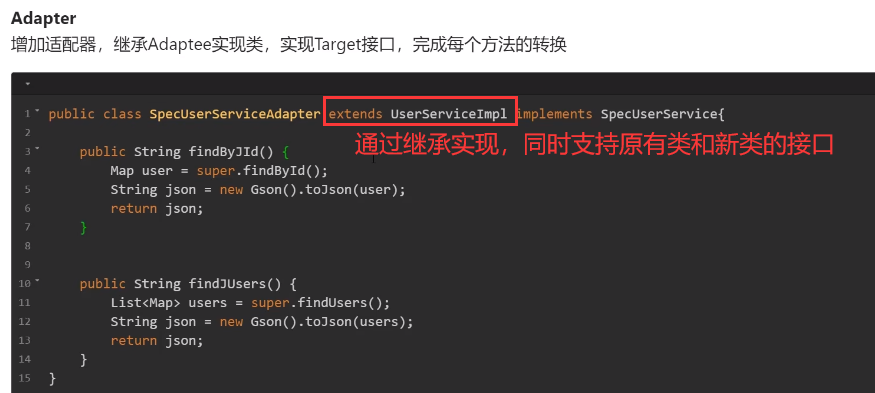 Adapter
增加适配器，继承Adaptee实现类，实现Target接口，完成每个方法的转换
1 public class SpecUserServiceAdapter extends UserServiceImpl implements SpecUserService{
2
通过继承实现，同时支持原有类和新类的接口
3 public String findByJId() {
4 Map user = super.findById();
5 String json = new Gson().toJson(user);
6 return json;
7 }
8
9
10 public String findJUsers() {
11 List<Map> users = super.findUsers();
12 String json = new Gson().toJson(users);
13 return json;
14 }
15 }